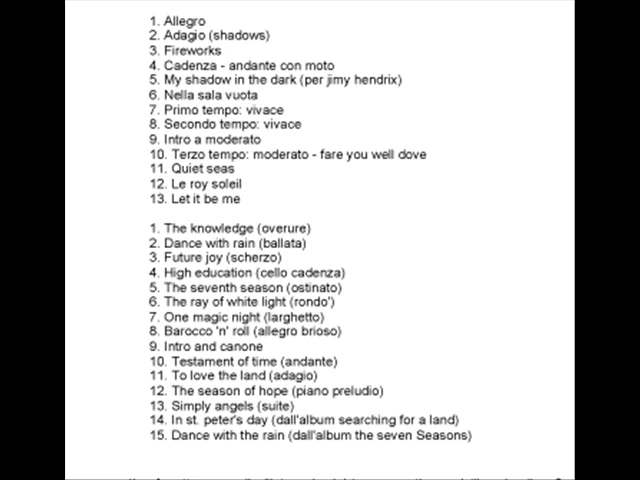 1. Allegro
2. Adagio (shadows)
3. Fireworks
4. Cadenza - andante con moto
5. My shadow in the dark (per jimy hendrix)
6. Nella sala vuota
7. Primo tempo: vivace
8. Secondo tempo: vivace
9. Intro a moderato
10. Terzo tempo: moderato - fare you well dove
11. Quiet seas
12. Le roy soleil
13. Let it be me
1. The knowledge (overure)
2. Dance with rain (ballata)
3. Future joy (scherzo)
4. High education (cello cadenza)
5. The seventh season (ostinato)
6. The ray of white light (rondo')
7. One magic night (larghetto)
8. Barocco 'n' roll (allegro brioso)
9. Intro and canone
10. Testament of time (andante)
11. To love the land (adagio)
12. The season of hope (piano preludio)
13. Simply angels (suite)
14. In st. peter's day (dall'album searching for a land)
15. Dance with the rain (dall'album the seven Seasons)